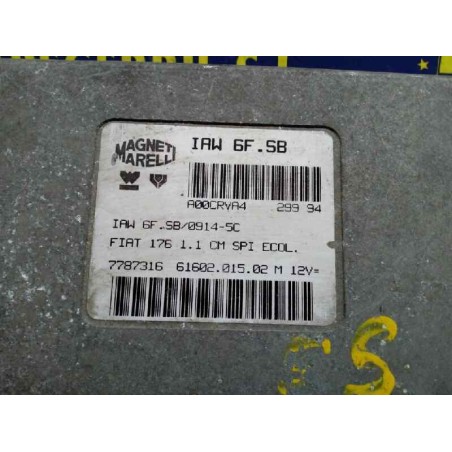 MAGNETI
MARELLI
IAW 6F.SB
A00CRVA4 299 94
IAW 6F.SB/0914-5C
FIAT 176 1.1 CM SPI ECOL.
7787316 61602.015.02 M 12V=